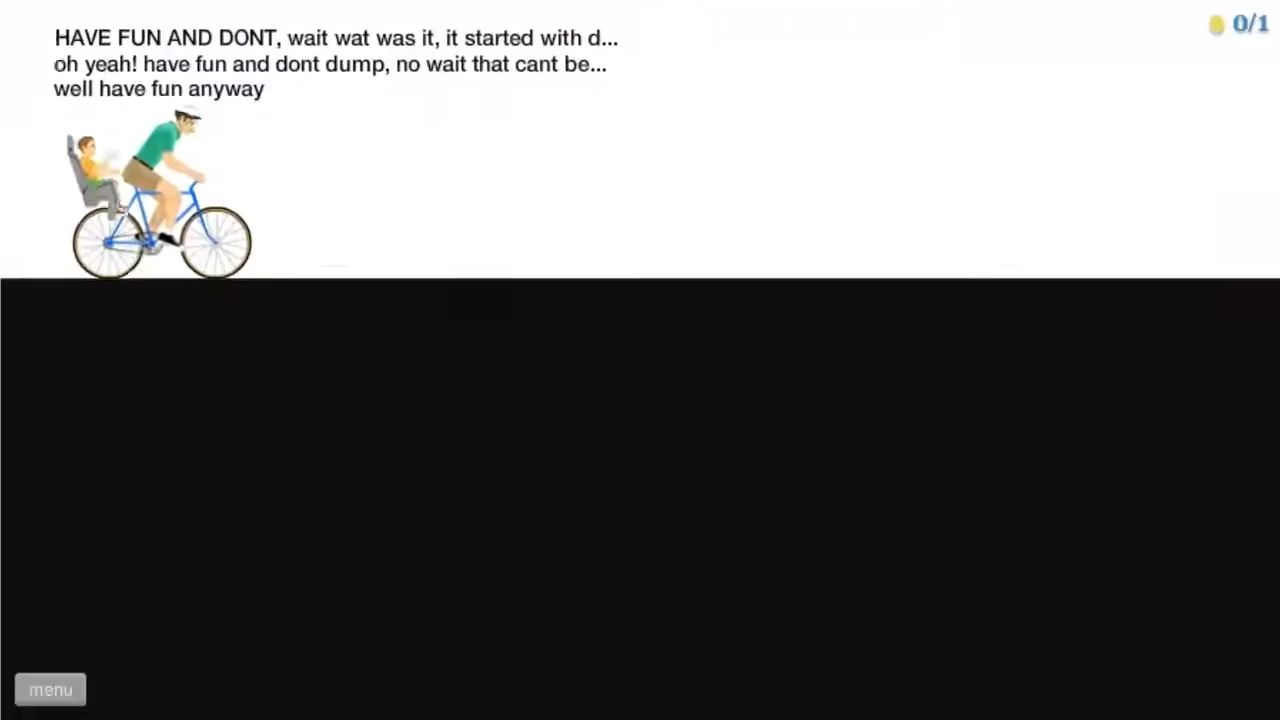 0/1
HAVE FUN AND DONT, wait wat was it, it started with d...
oh yeah! have fun and dont dump, no wait that cant be...
well have fun anyway
menu